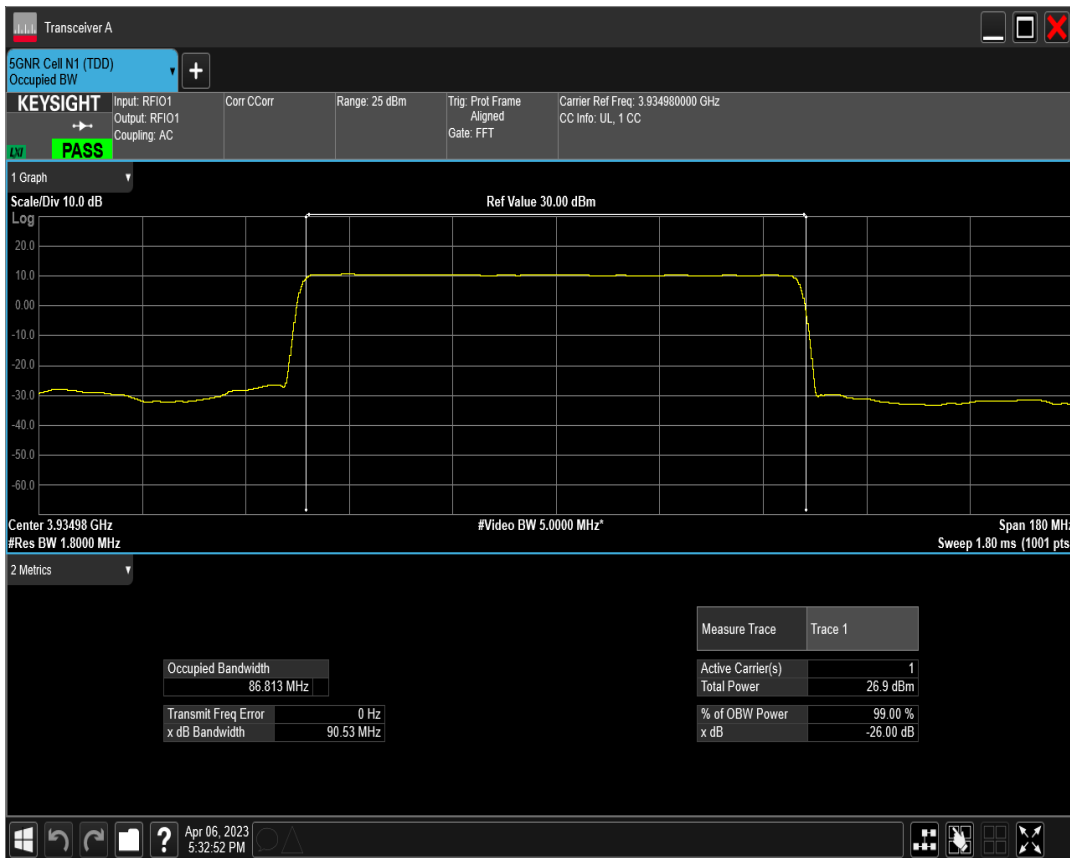 Transceiver A
5GNR Cell N1 (TDD)
Occupied BW
+
KEYSIGHT
LXI
PASS
Input: RFIO1
Output: RFIO1
Coupling: AC
Corr CCorr
Range: 25 dBm
Trig: Prot Frame
Aligned
Gate: FFT
Carrier Ref Freq: 3.934980000 GHz
CC Info: UL, 1 CC
1 Graph
Scale/Div 10.0 dB
Ref Value 30.00 dBm
Log
20.0
10.0
0.00
-10.0
-20.0
-30.0
-40.0
-50.0
-60.0
Center 3.93498 GHz
#Video BW 5.0000 MHz*
Span 180 MHz
#Res BW 1.8000 MHz
Sweep 1.80 ms (1001 pts
2 Metrics
Measure Trace Trace 1
Occupied Bandwidth
86.813 MHz
Active Carrier(s) 1
Total Power 26.9 dBm
Transmit Freq Error 0 Hz
x dB Bandwidth 90.53 MHz
% of OBW Power 99.00 %
x dB -26.00 dB
?
Apr 06, 2023
5:32:52 PM